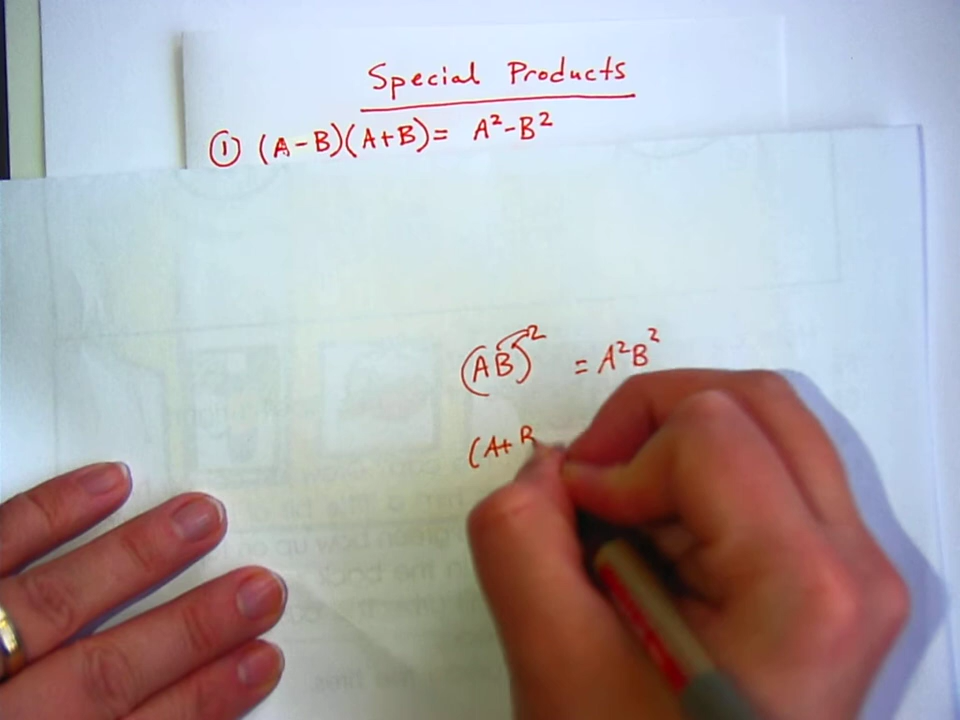 Special Products
① (A-B)(A+B)= A²-B²
(AB)² = A²B²
(A+B